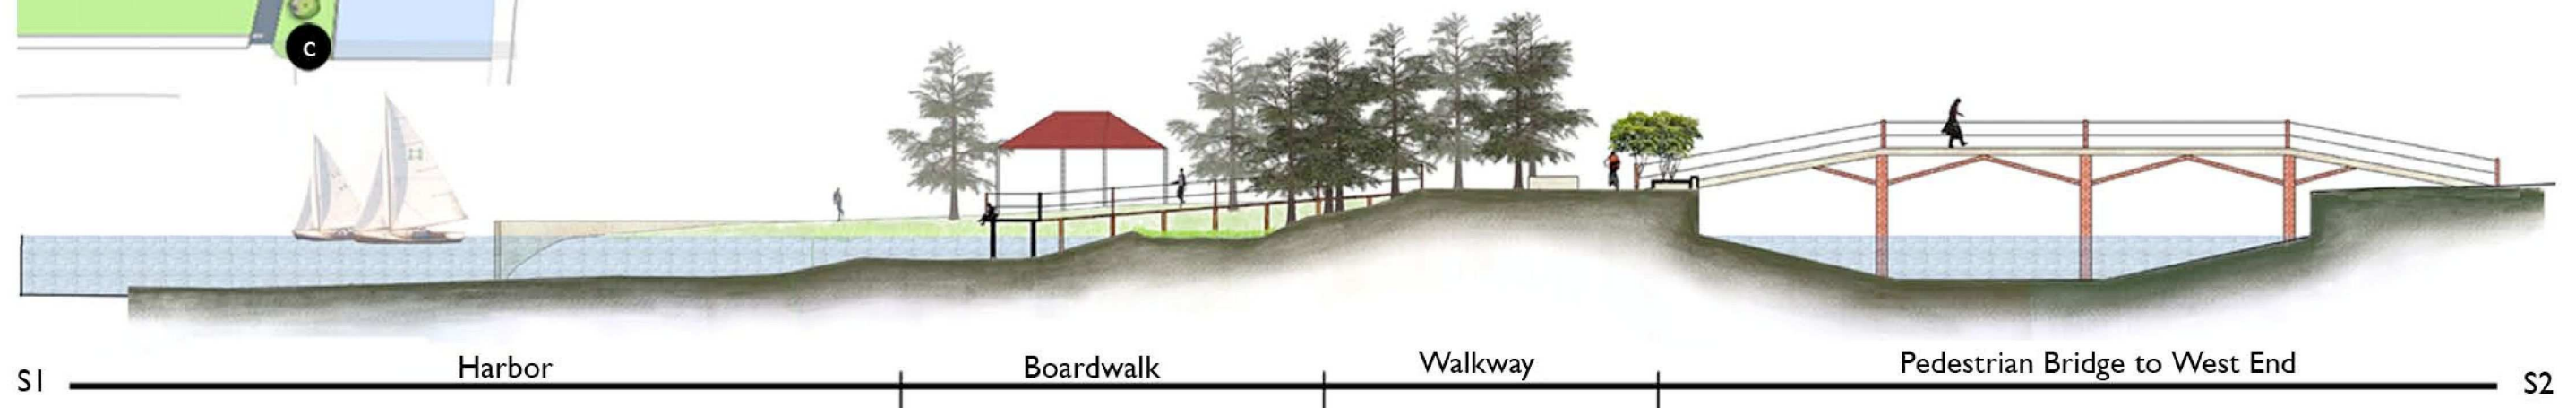 C
Harbor
Boardwalk
Walkway
Pedestrian Bridge to West End
S1
S2